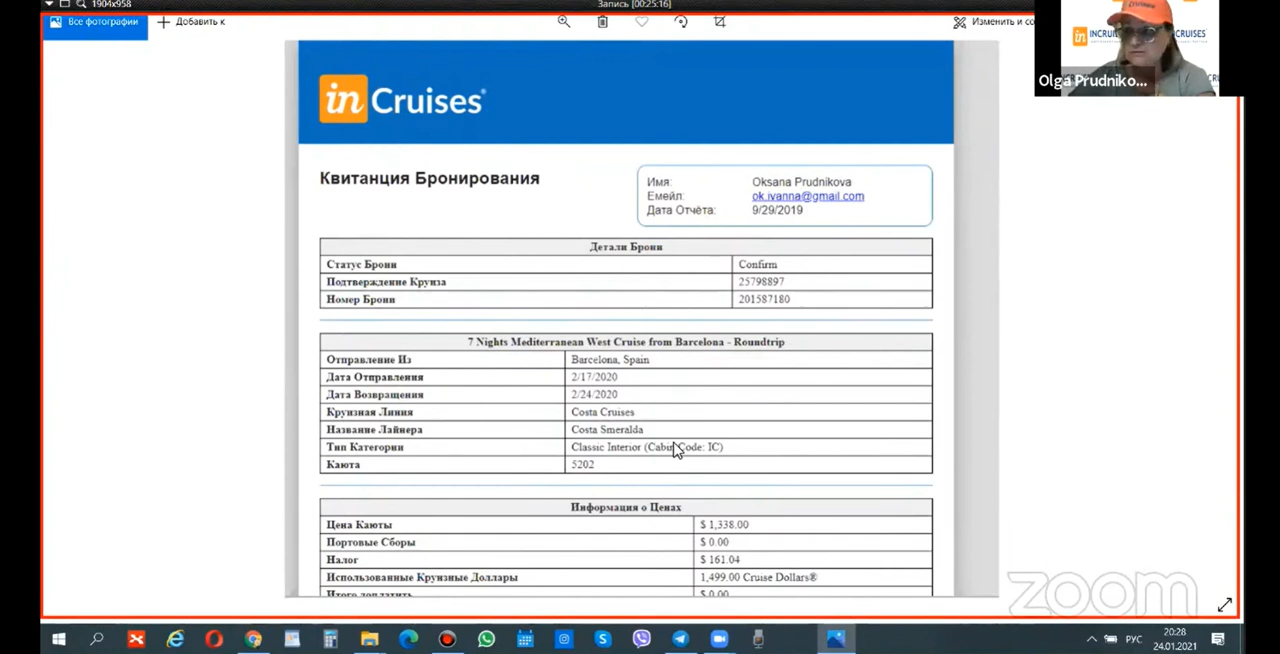 1904x958
Запись [00:25:16]
Все фотографии
Добавить к
Изменить и со
inCruises®
Olga Prudniko...
Квитанция Бронирования
Имя: Oksana Prudnikova
Емейл: ok.ivanna@gmail.com
Дата Отчёта: 9/29/2019
Детали Брони
Статус Брони Confirm
Подтверждение Круиза 25798897
Номер Брони 201587180
7 Nights Mediterranean West Cruise from Barcelona - Roundtrip
Отправление Из Barcelona, Spain
Дата Отправления 2/17/2020
Дата Возвращения 2/24/2020
Круизная Линия Costa Cruises
Название Лайнера Costa Smeralda
Тип Категории Classic Interior (Cabin Code: IC)
Каюта 5202
Информация о Ценах
Цена Каюты $ 1,338.00
Портовые Сборы $ 0.00
Налог $ 161.04
Использованные Круизные Доллары 1,499.00 Cruise Dollars®
Итого доплатить $ 0.00
zoom
РУС
20:28
24.01.2021